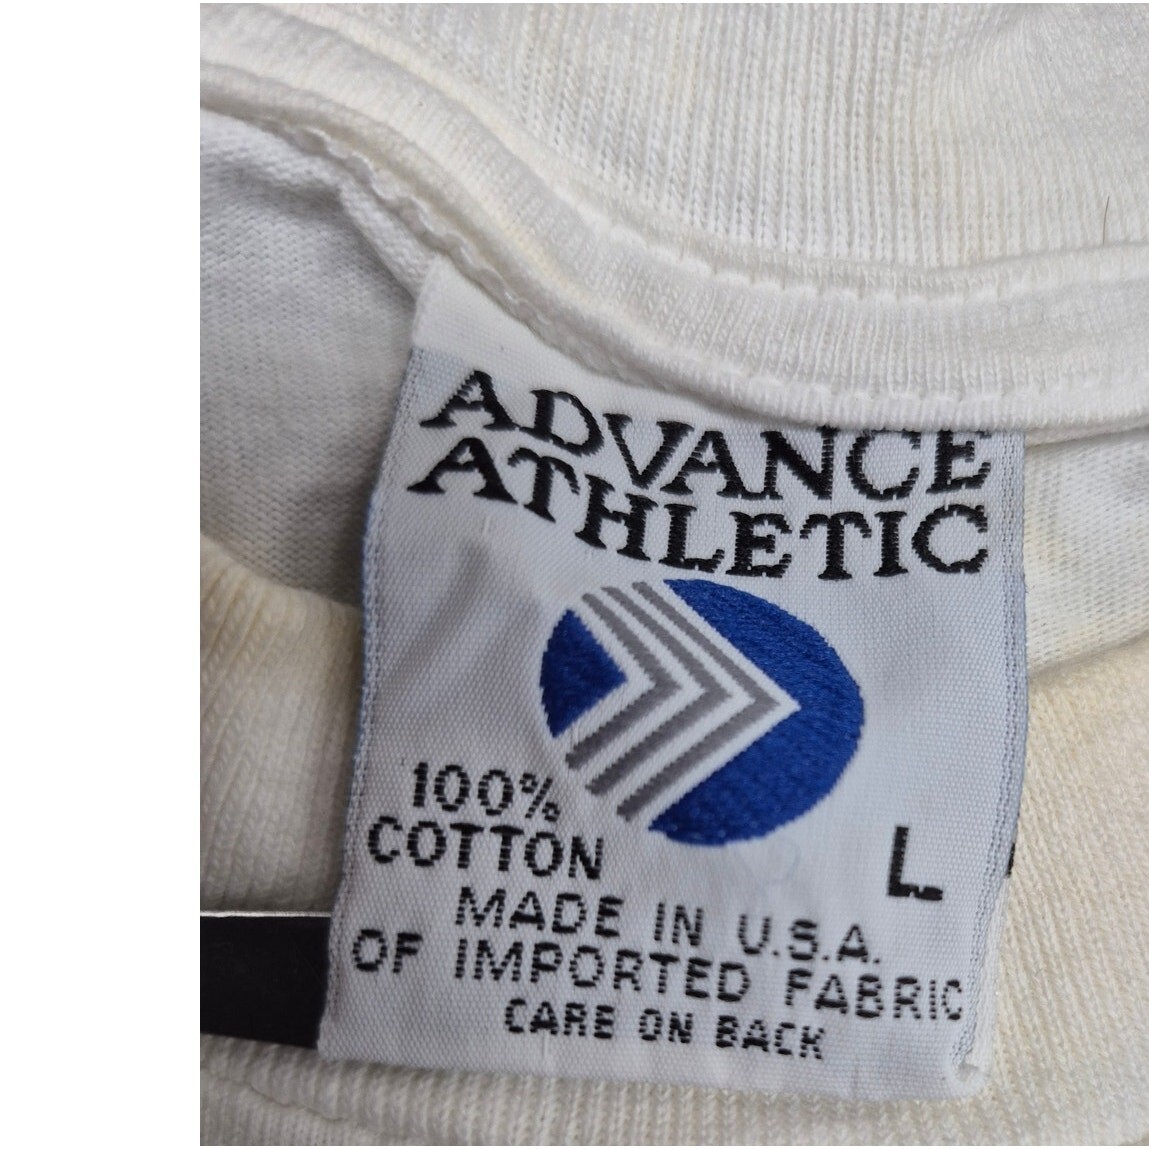 ADVANCE
ATHLETIC
100%
COTTON
L
MADE IN U.S.A.
OF IMPORTED FABRIC
CARE ON BACK